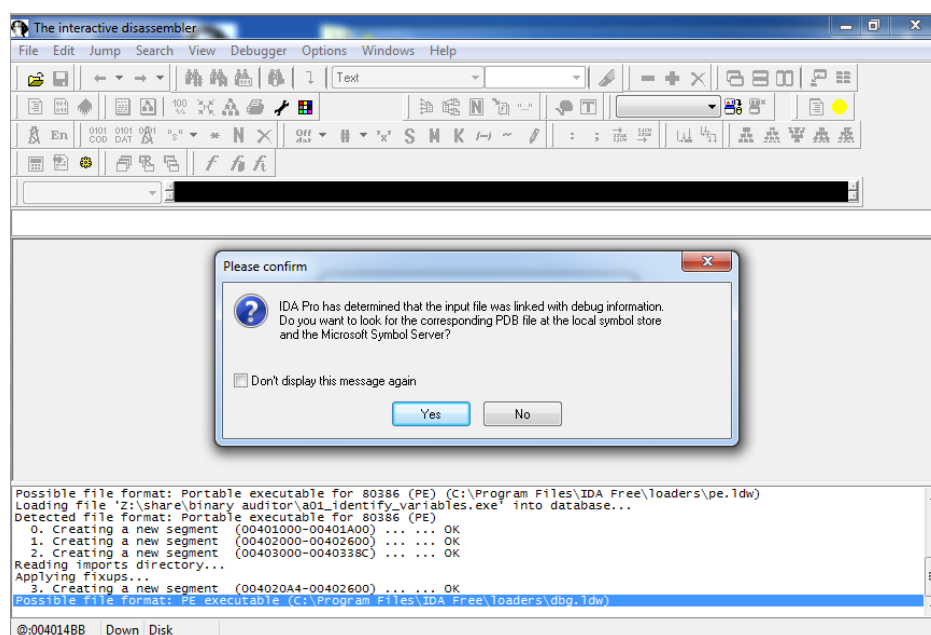 The interactive disassembler
File Edit Jump Search View Debugger Options Windows Help
Text
En
Please confirm
IDA Pro has determined that the input file was linked with debug information.
Do you want to look for the corresponding PDB file at the local symbol store
and the Microsoft Symbol Server?
Don't display this message again
Yes No
Possible file format: Portable executable for 80386 (PE) (C:\Program Files\IDA Free\loaders\pe.ldw)
Loading file 'Z:\share\binary auditor\a01_identify_variables.exe' into database...
Detected file format: Portable executable for 80386 (PE)
0. Creating a new segment (00401000-00401A00) ... ... OK
1. Creating a new segment (00402000-00402600) ... ... OK
2. Creating a new segment (00403000-0040338C) ... ... OK
Reading imports directory...
Applying fixups...
3. Creating a new segment (004020A4-00402600) ... ... OK
Possible file format: PE executable (C:\Program Files\IDA Free\loaders\dbg.ldw)
@:004014BB Down Disk